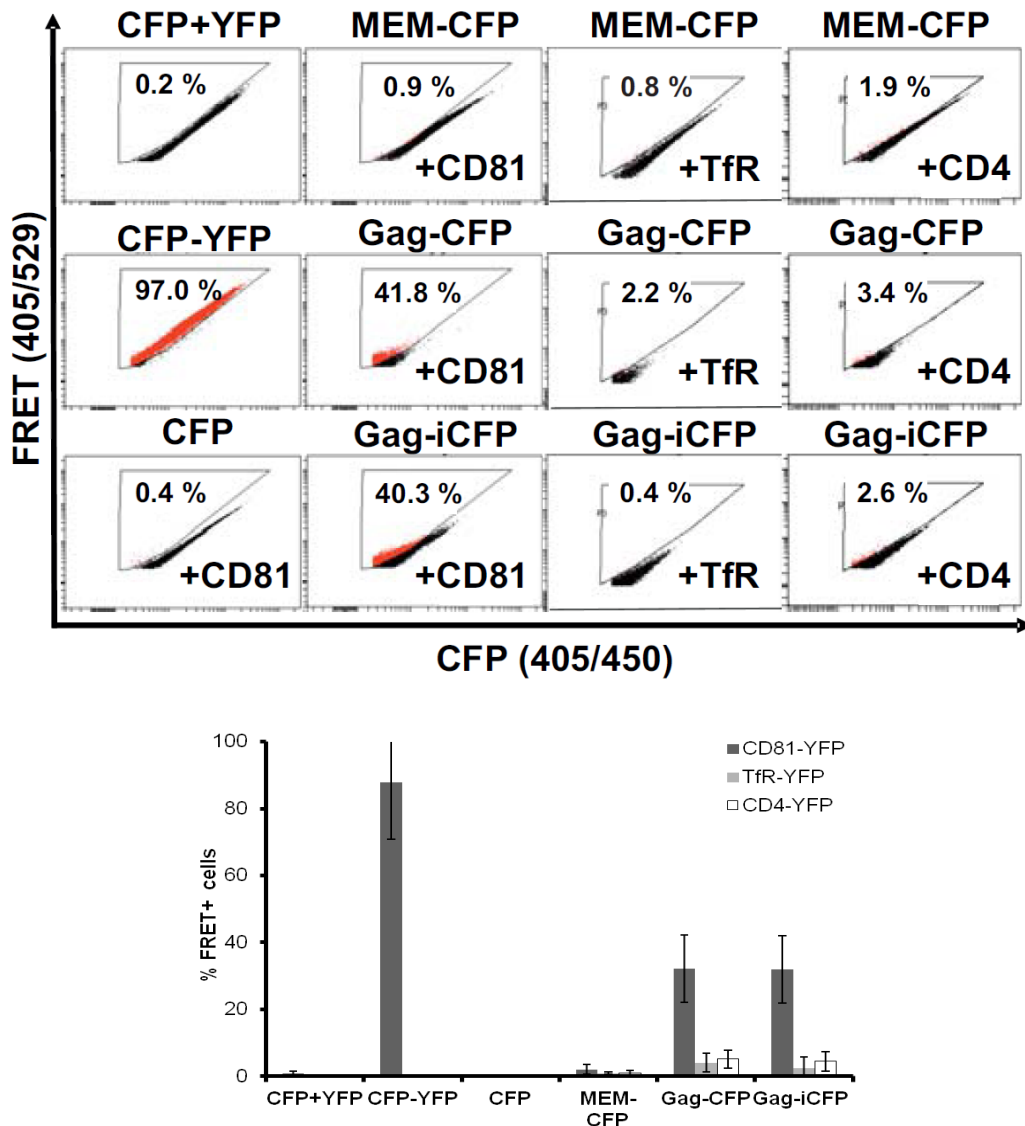 CFP+YFP MEM-CFP MEM-CFP MEM-CFP
0.2 % 0.9 % 0.8 % 1.9 %
+CD81 +TfR +CD4
CFP-YFP Gag-CFP Gag-CFP Gag-CFP
97.0 % 41.8 % 2.2 % 3.4 %
+CD81 +TfR +CD4
CFP Gag-iCFP Gag-iCFP Gag-iCFP
0.4 % 40.3 % 0.4 % 2.6 %
+CD81 +CD81 +TfR +CD4
FRET (405/529)
CFP (405/450)
100
80
60
40
20
0
% FRET+ cells
CD81-YFP
TfR-YFP
CD4-YFP
CFP+YFP CFP-YFP CFP MEM-CFP Gag-CFP Gag-iCFP